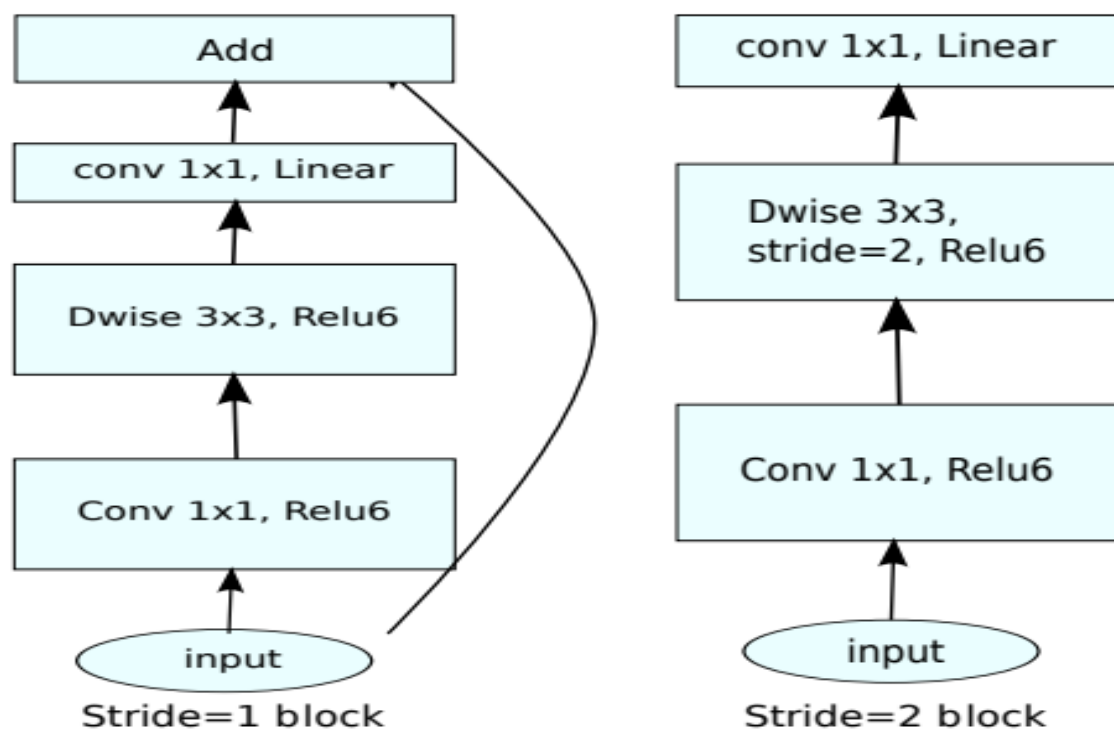 Add
conv 1x1, Linear
Dwise 3x3, Relu6
Conv 1x1, Relu6
input
Stride=1 block
conv 1x1, Linear
Dwise 3x3,
stride=2, Relu6
Conv 1x1, Relu6
input
Stride=2 block